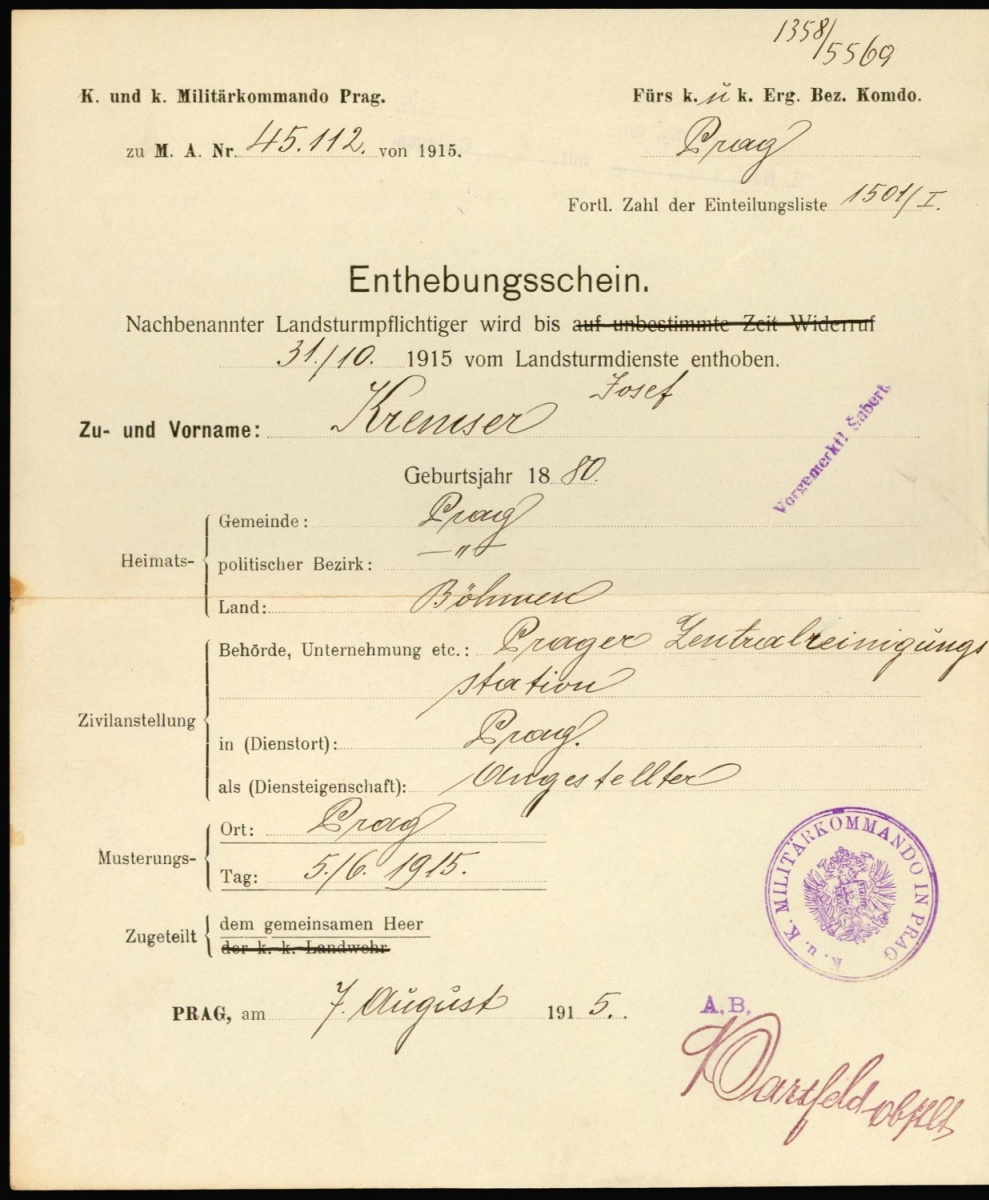 1358/5569
K. und k. Militärkommando Prag.
Fürs k. u k. Erg. Bez. Komdo.
zu M. A. Nr. 45.112. von 1915.
Prag
Fortl. Zahl der Einteilungsliste 1501/I.
Enthebungsschein.
Nachbenannter Landsturmpflichtiger wird bis auf unbestimmte Zeit Widerruf
31./10. 1915 vom Landsturmdienste enthoben.
Zu- und Vorname: Kremser Josef
Geburtsjahr 1880.
Vorgemerkt! Sabert.
Heimats-
Gemeinde: Prag
politischer Bezirk: —"—
Land: Böhmen
Zivilanstellung
Behörde, Unternehmung etc.: Prager Zentralreinigungs
station
in (Dienstort): Prag.
als (Diensteigenschaft): Angestellter
Musterungs-
Ort: Prag
Tag: 5./6. 1915.
Zugeteilt
dem gemeinsamen Heer
der k. k. Landwehr.
K. u. K. MILITÄRKOMMANDO IN PRAG
PRAG, am 7. August 1915.
A.B.